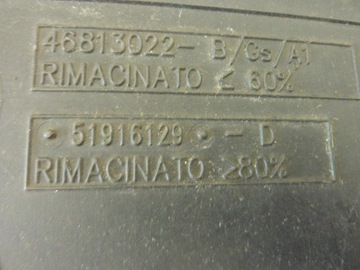 46813022- B/Gs/A1
RIMACINATO ≤ 60%
51916129 - D
RIMACINATO ≤80%